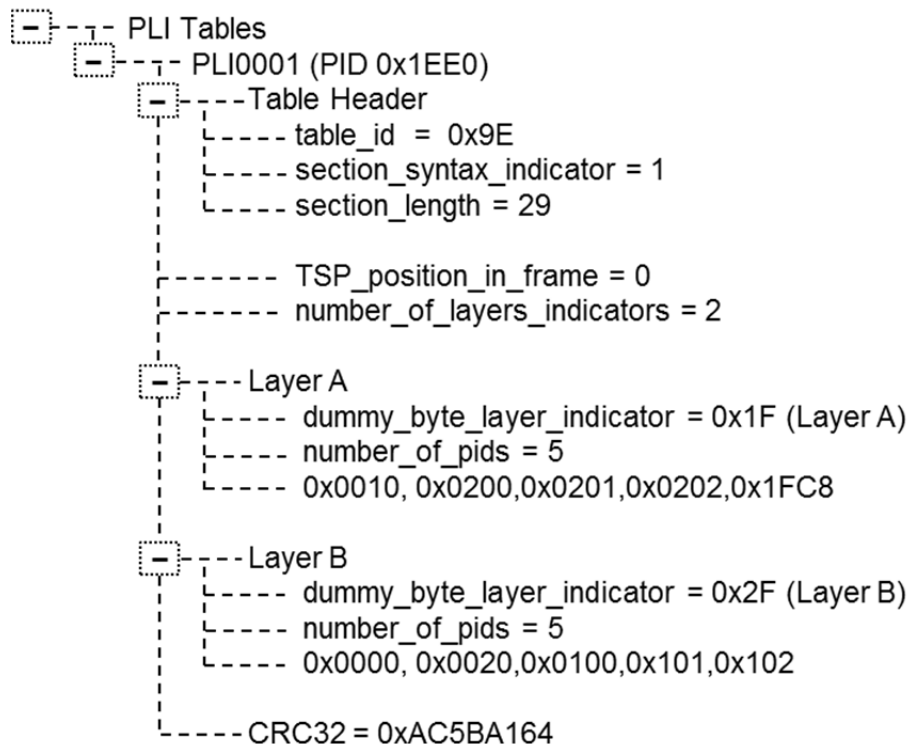 PLI Tables
PLI0001 (PID 0x1EE0)
Table Header
table_id = 0x9E
section_syntax_indicator = 1
section_length = 29
TSP_position_in_frame = 0
number_of_layers_indicators = 2
Layer A
dummy_byte_layer_indicator = 0x1F (Layer A)
number_of_pids = 5
0x0010, 0x0200,0x0201,0x0202,0x1FC8
Layer B
dummy_byte_layer_indicator = 0x2F (Layer B)
number_of_pids = 5
0x0000, 0x0020,0x0100,0x101,0x102
CRC32 = 0xAC5BA164